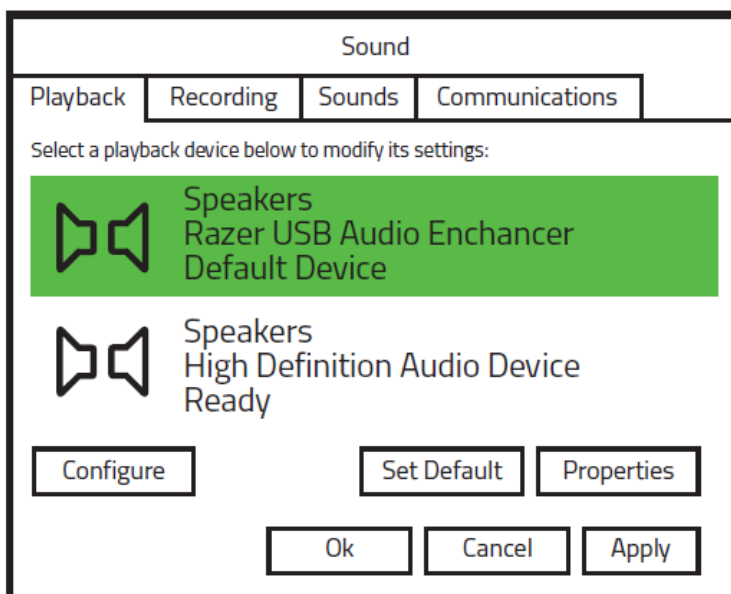 Sound
Playback Recording Sounds Communications
Select a playback device below to modify its settings:
Speakers
Razer USB Audio Enchancer
Default Device
Speakers
High Definition Audio Device
Ready
Configure Set Default Properties
Ok Cancel Apply